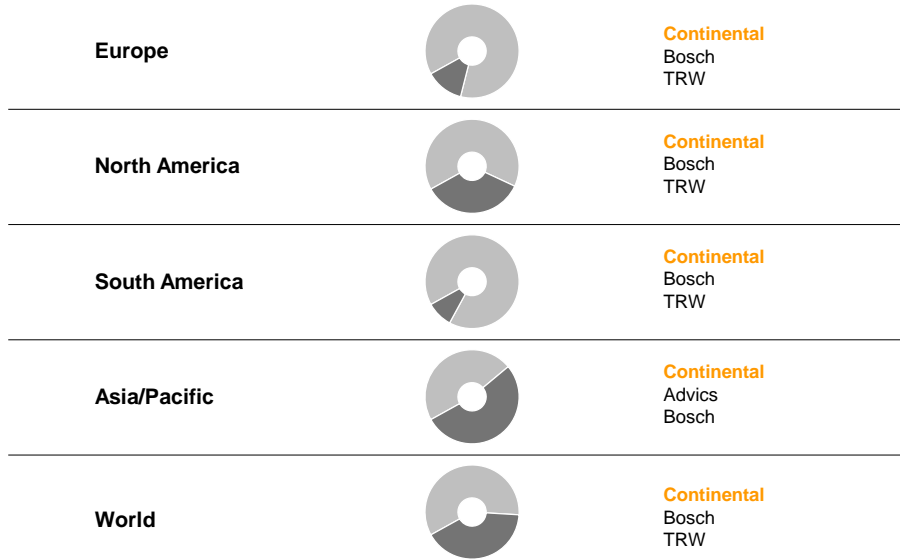 Europe
Continental
Bosch
TRW
North America
Continental
Bosch
TRW
South America
Continental
Bosch
TRW
Asia/Pacific
Continental
Advics
Bosch
World
Continental
Bosch
TRW